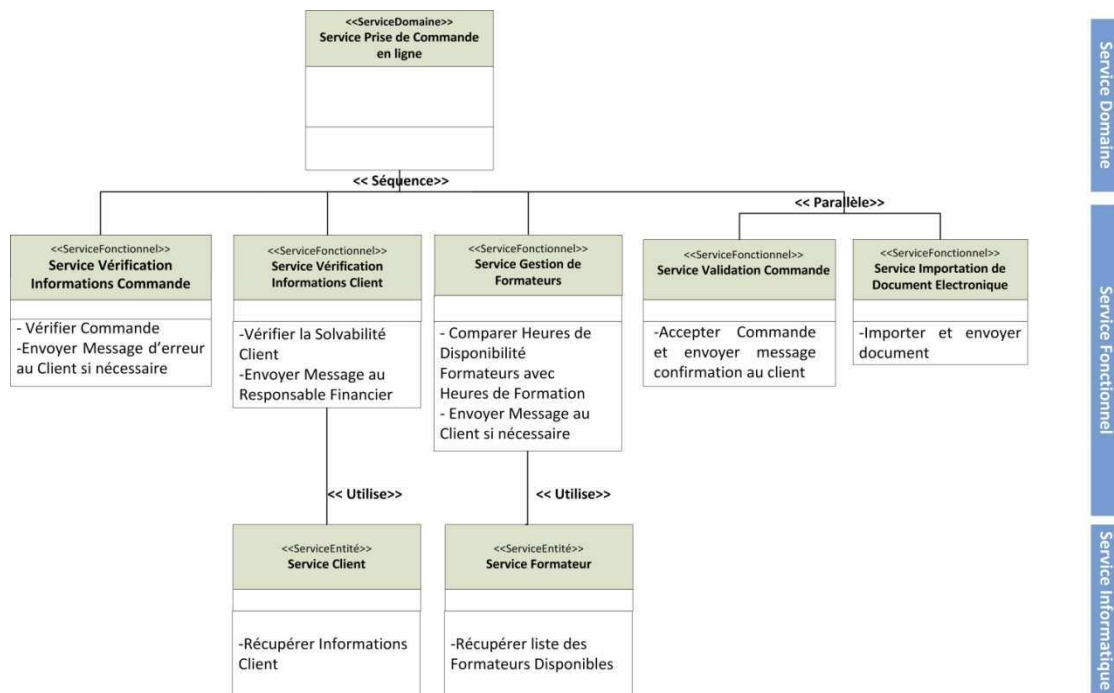 <<ServiceDomaine>>
Service Prise de Commande
en ligne
Service Domaine
<< Séquence>>
<< Parallèle>>
<<ServiceFonctionnel>>
Service Vérification
Informations Commande
- Vérifier Commande
-Envoyer Message d'erreur
au Client si nécessaire
<<ServiceFonctionnel>>
Service Vérification
Informations Client
-Vérifier la Solvabilité
Client
-Envoyer Message au
Responsable Financier
<<ServiceFonctionnel>>
Service Gestion de
Formateurs
- Comparer Heures de
Disponibilité
Formateurs avec
Heures de Formation
- Envoyer Message au
Client si nécessaire
<<ServiceFonctionnel>>
Service Validation Commande
-Accepter Commande
et envoyer message
confirmation au client
<<ServiceFonctionnel>>
Service Importation de
Document Electronique
-Importer et envoyer
document
Service Fonctionnel
<< Utilise>>
<< Utilise>>
<<ServiceEntité>>
Service Client
-Récupérer Informations
Client
<<ServiceEntité>>
Service Formateur
-Récupérer liste des
Formateurs Disponibles
Service Informatique